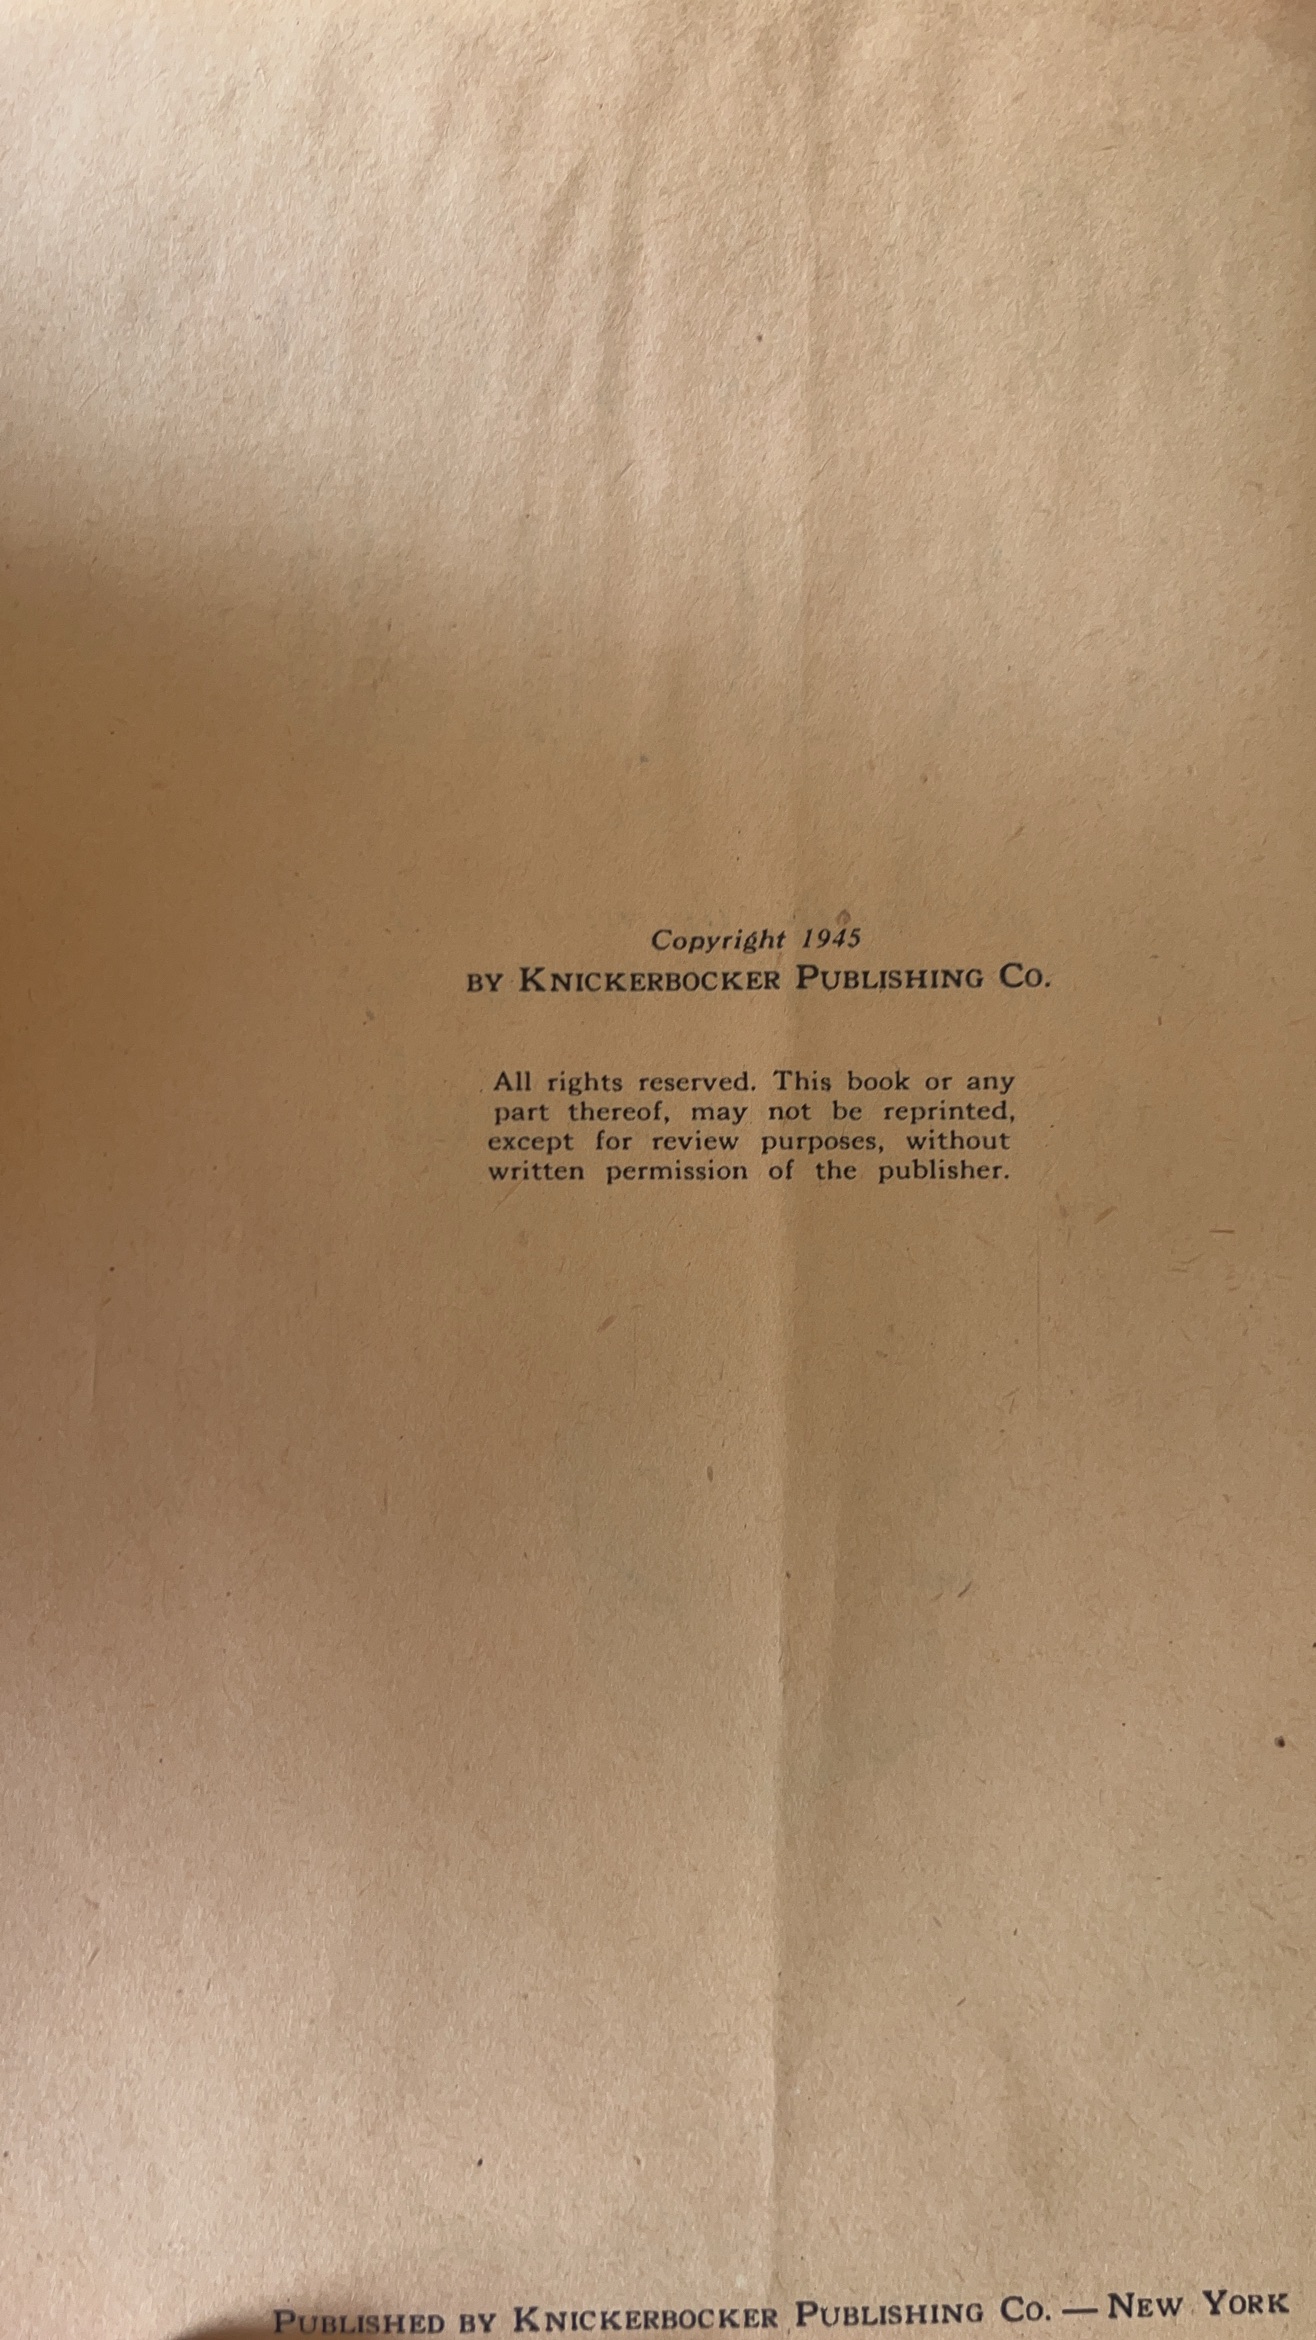 Copyright 1945
BY KNICKERBOCKER PUBLISHING CO.
All rights reserved. This book or any
part thereof, may not be reprinted,
except for review purposes, without
written permission of the publisher.
PUBLISHED BY KNICKERBOCKER PUBLISHING CO. — NEW YORK